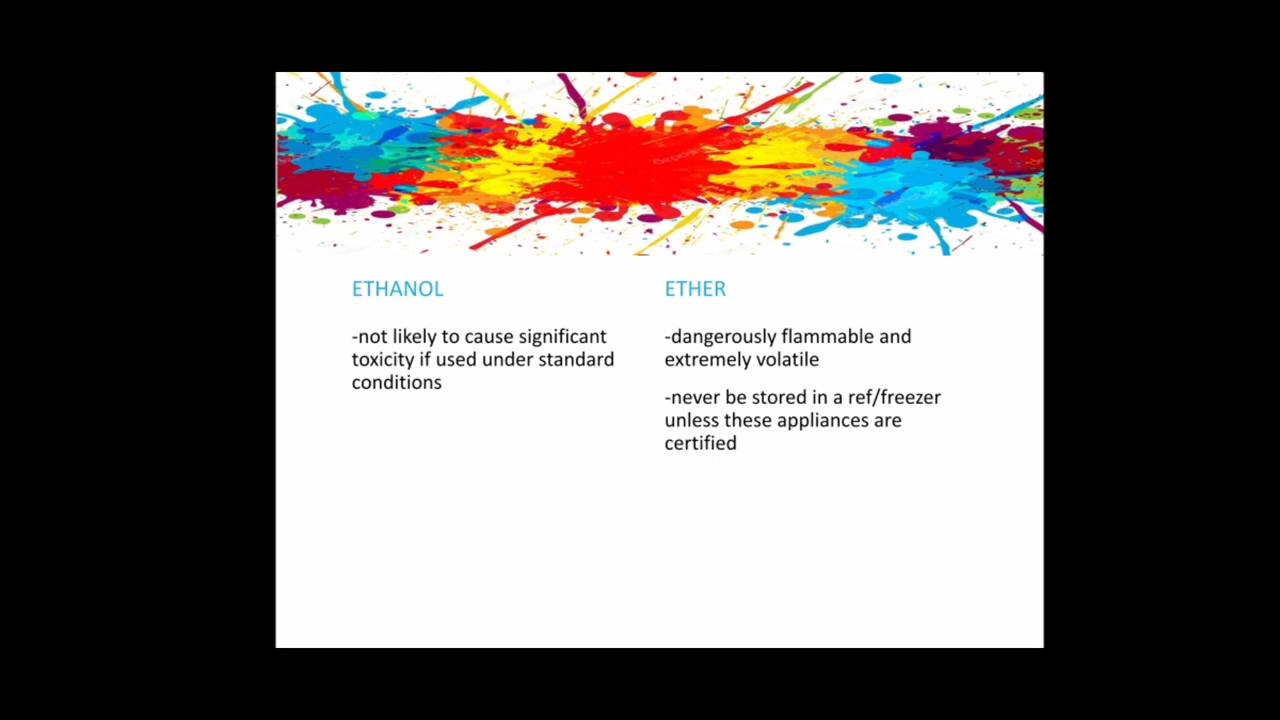 ETHANOL
-not likely to cause significant
toxicity if used under standard
conditions
ETHER
-dangerously flammable and
extremely volatile
-never be stored in a ref/freezer
unless these appliances are
certified